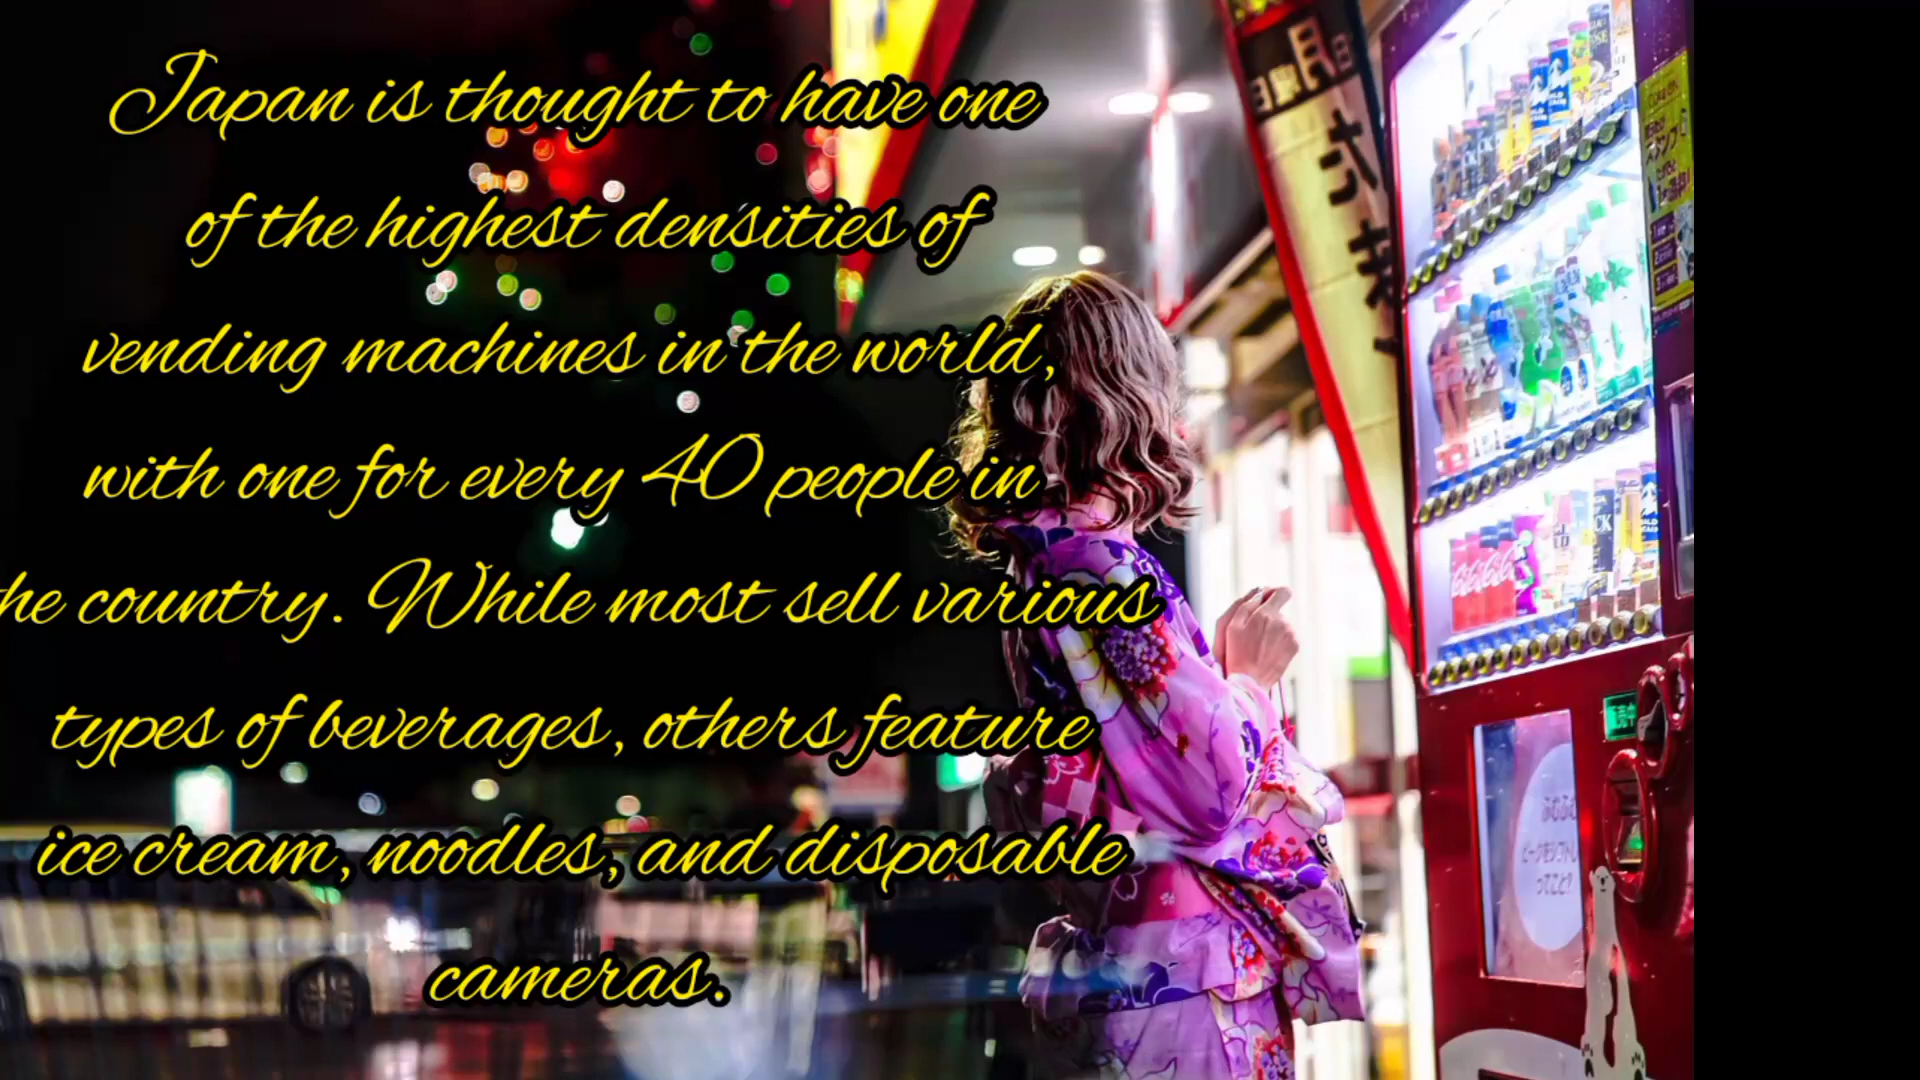 Japan is thought to have one
of the highest densities of
vending machines in the world,
with one for every 40 people in
he country. While most sell various
types of beverages, others feature
ice cream, noodles, and disposable
cameras.
月
た